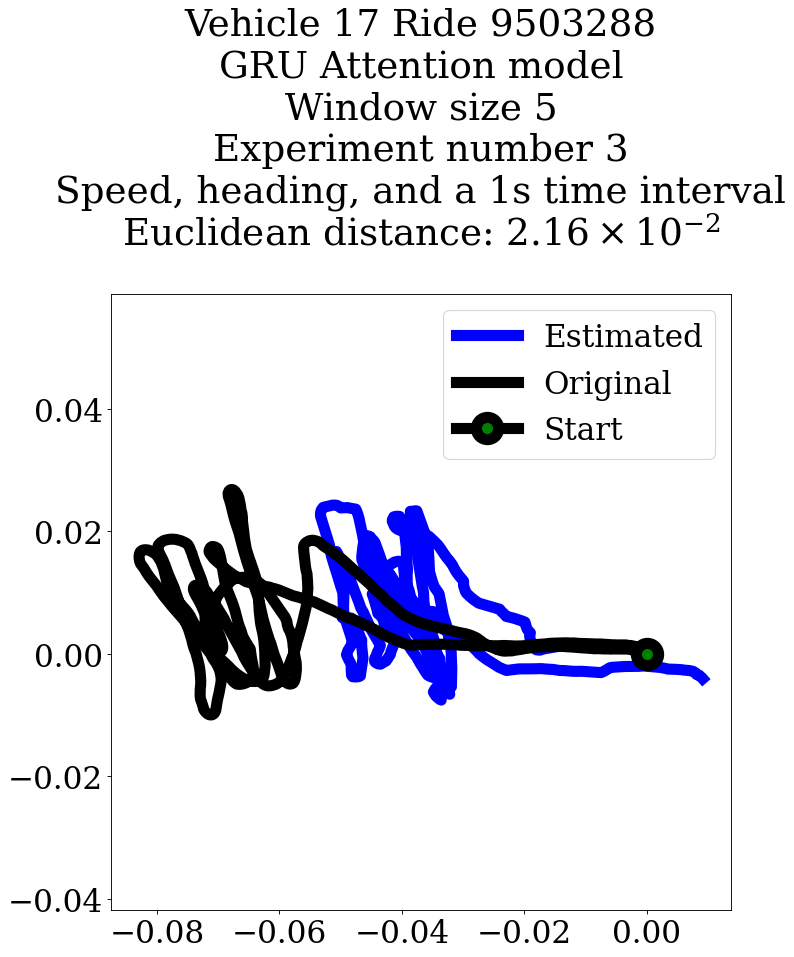 Vehicle 17 Ride 9503288
GRU Attention model
Window size 5
Experiment number 3
Speed, heading, and a 1s time interval
Euclidean distance: 2.16 × 10⁻²
Estimated
Original
Start
0.04
0.02
0.00
−0.02
−0.04
−0.08 −0.06 −0.04 −0.02 0.00